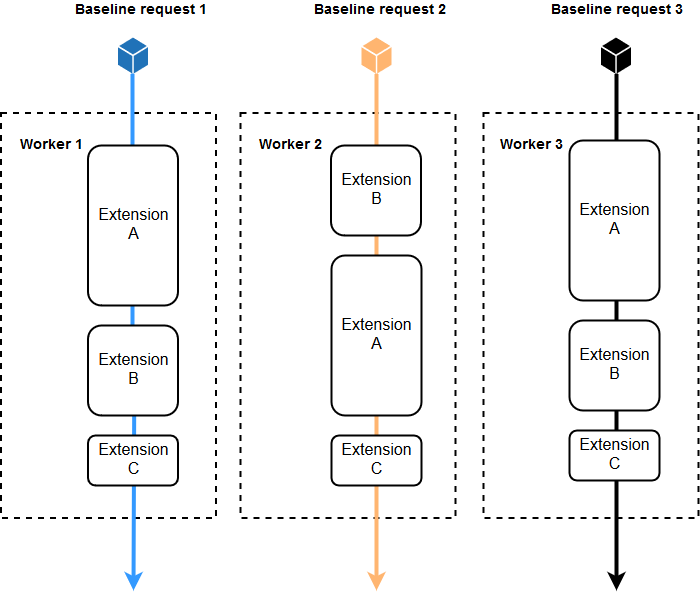 Baseline request 1
Baseline request 2
Baseline request 3
Worker 1
Extension
A
Extension
B
Extension
C
Worker 2
Extension
B
Extension
A
Extension
C
Worker 3
Extension
A
Extension
B
Extension
C